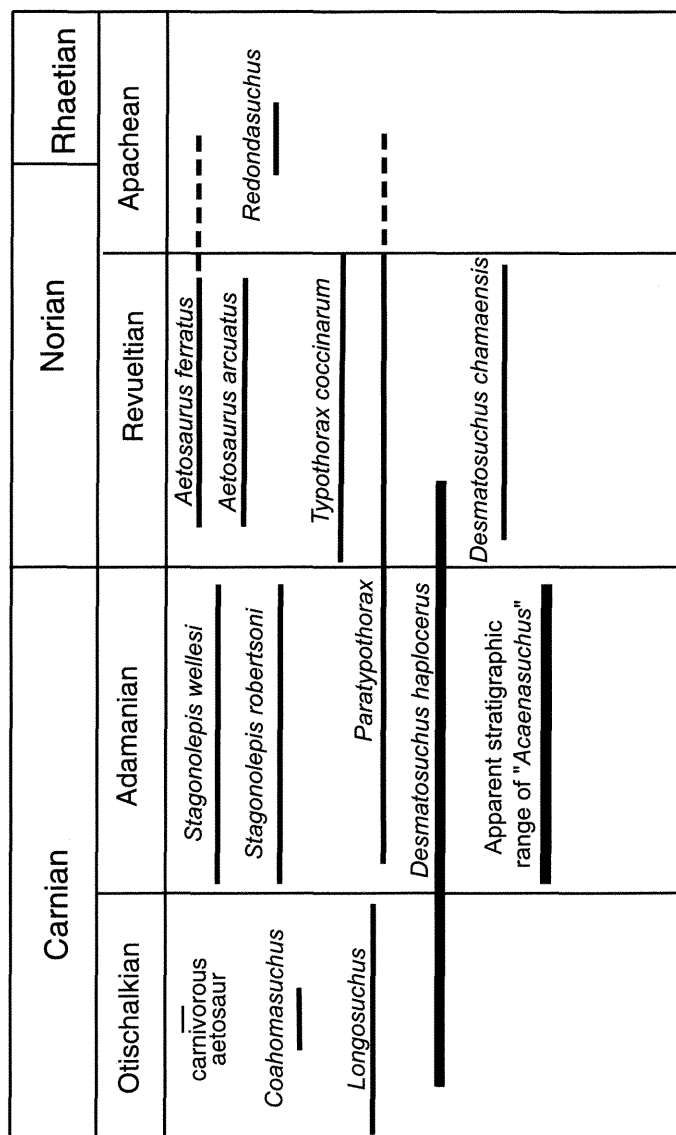 Carnian
Norian
Rhaetian
Otischalkian
Adamanian
Revueltian
Apachean
carnivorous
aetosaur
Coahomasuchus
Longosuchus
Stagonolepis wellesi
Stagonolepis robertsoni
Paratypothorax
Desmatosuchus haplocerus
Apparent stratigraphic
range of "Acaenasuchus"
Aetosaurus ferratus
Aetosaurus arcuatus
Typothorax coccinarum
Desmatosuchus chamaensis
Redondasuchus